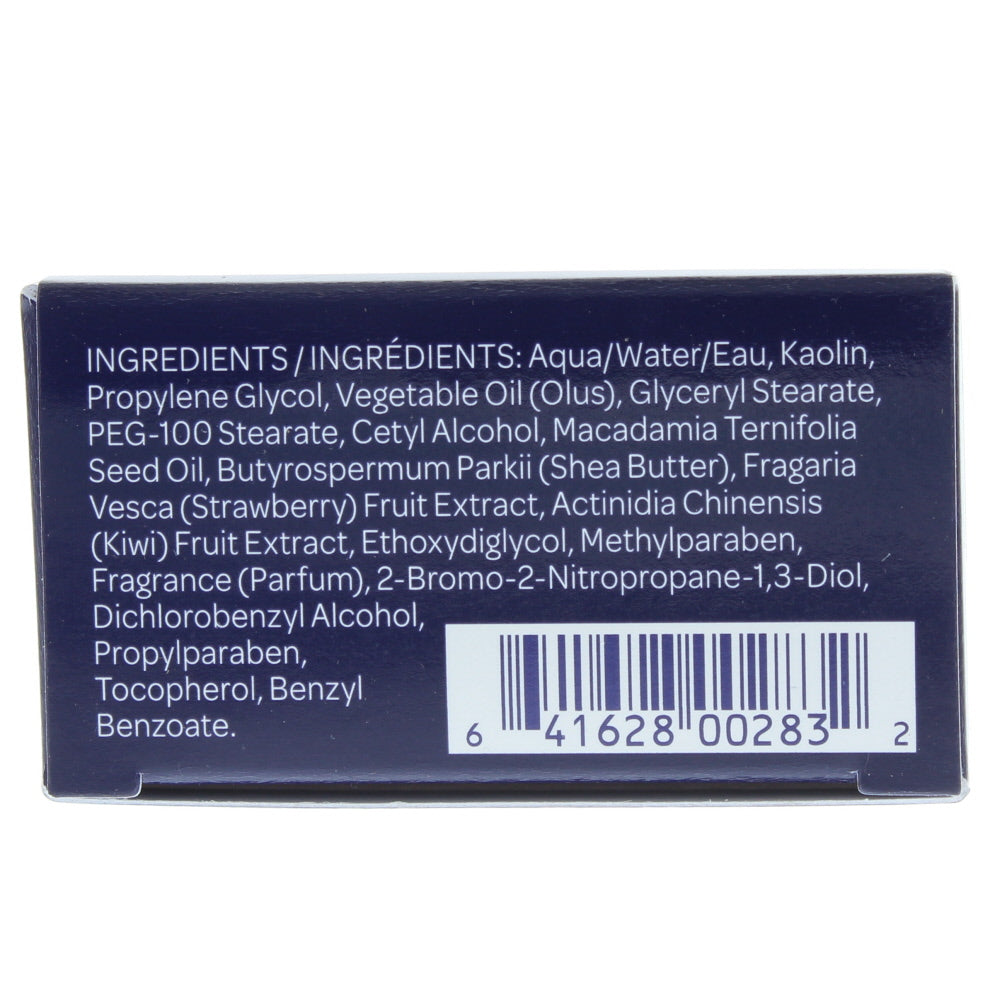 INGREDIENTS / INGRÉDIENTS: Aqua/Water/Eau, Kaolin,
Propylene Glycol, Vegetable Oil (Olus), Glyceryl Stearate,
PEG-100 Stearate, Cetyl Alcohol, Macadamia Ternifolia
Seed Oil, Butyrospermum Parkii (Shea Butter), Fragaria
Vesca (Strawberry) Fruit Extract, Actinidia Chinensis
(Kiwi) Fruit Extract, Ethoxydiglycol, Methylparaben,
Fragrance (Parfum), 2-Bromo-2-Nitropropane-1,3-Diol,
Dichlorobenzyl Alcohol,
Propylparaben,
Tocopherol, Benzyl
Benzoate.
6 41628 00283 2